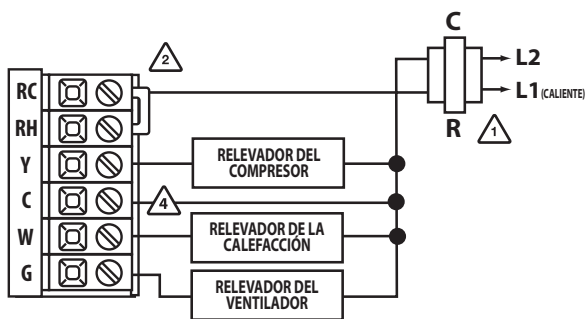 C
L2
L1 (CALIENTE)
R
1
2
RC
RH
Y
C
W
G
4
RELEVADOR DEL
COMPRESOR
RELEVADOR DE LA
CALEFACCIÓN
RELEVADOR DEL
VENTILADOR